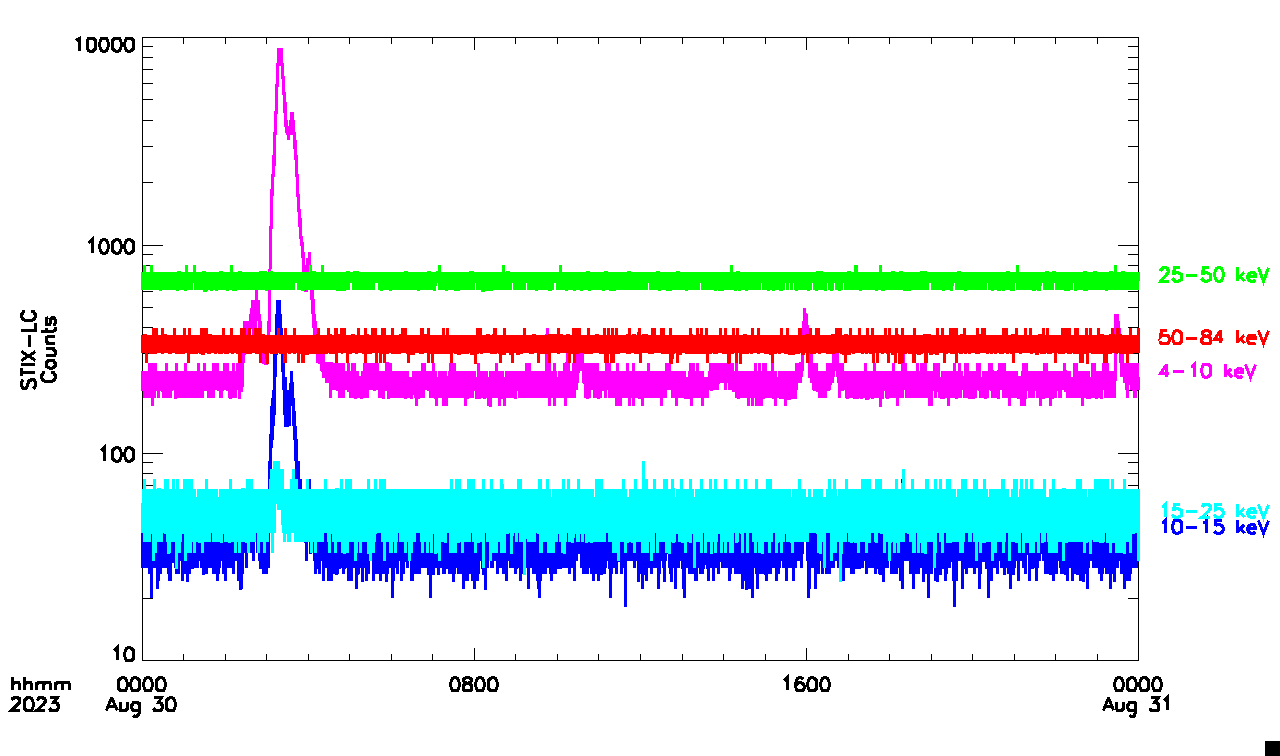 10000
1000
100
10
STIX-LC
Counts
25-50 keV
50-84 keV
4-10 keV
15-25 keV
10-15 keV
hhmm 0000 0800 1600 0000
2023 Aug 30 Aug 31